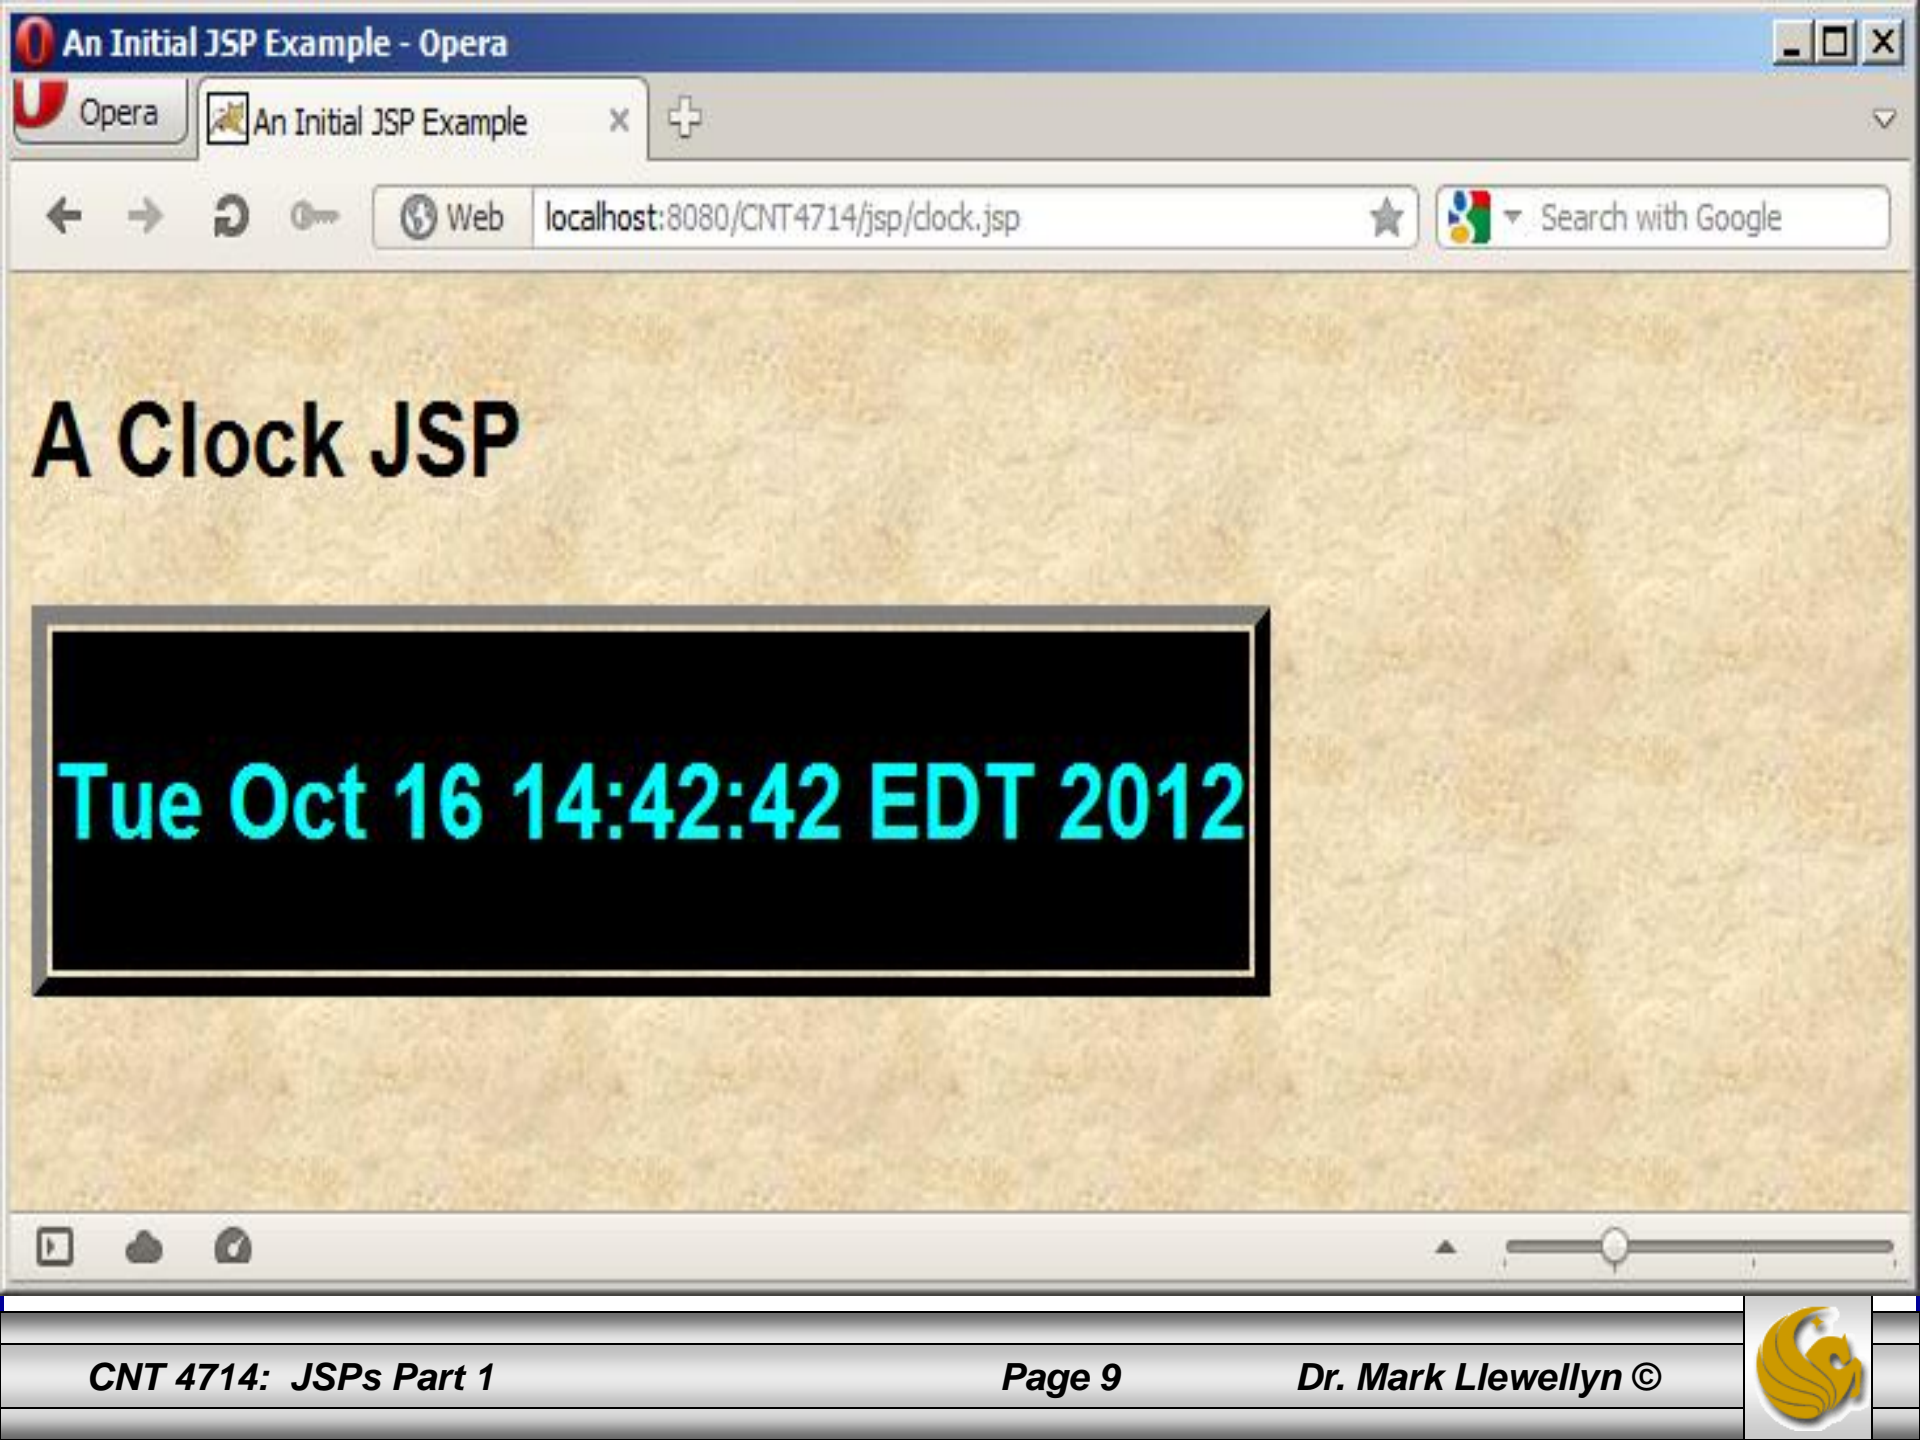 An Initial JSP Example - Opera
Opera
An Initial JSP Example
Web
localhost:8080/CNT4714/jsp/clock.jsp
Search with Google
A Clock JSP
Tue Oct 16 14:42:42 EDT 2012
CNT 4714: JSPs Part 1
Page 9
Dr. Mark Llewellyn ©